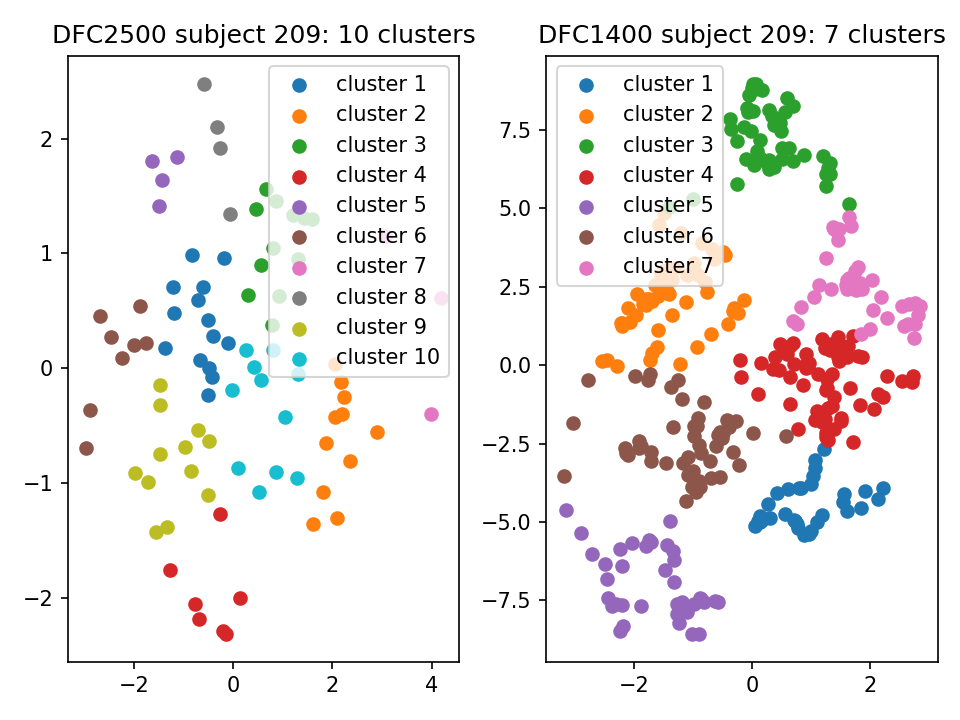 DFC2500 subject 209: 10 clusters
cluster 1
cluster 2
cluster 3
cluster 4
cluster 5
cluster 6
cluster 7
cluster 8
cluster 9
cluster 10
2
1
0
−1
−2
−2
0
2
4
DFC1400 subject 209: 7 clusters
cluster 1
cluster 2
cluster 3
cluster 4
cluster 5
cluster 6
cluster 7
7.5
5.0
2.5
0.0
−2.5
−5.0
−7.5
−2
0
2